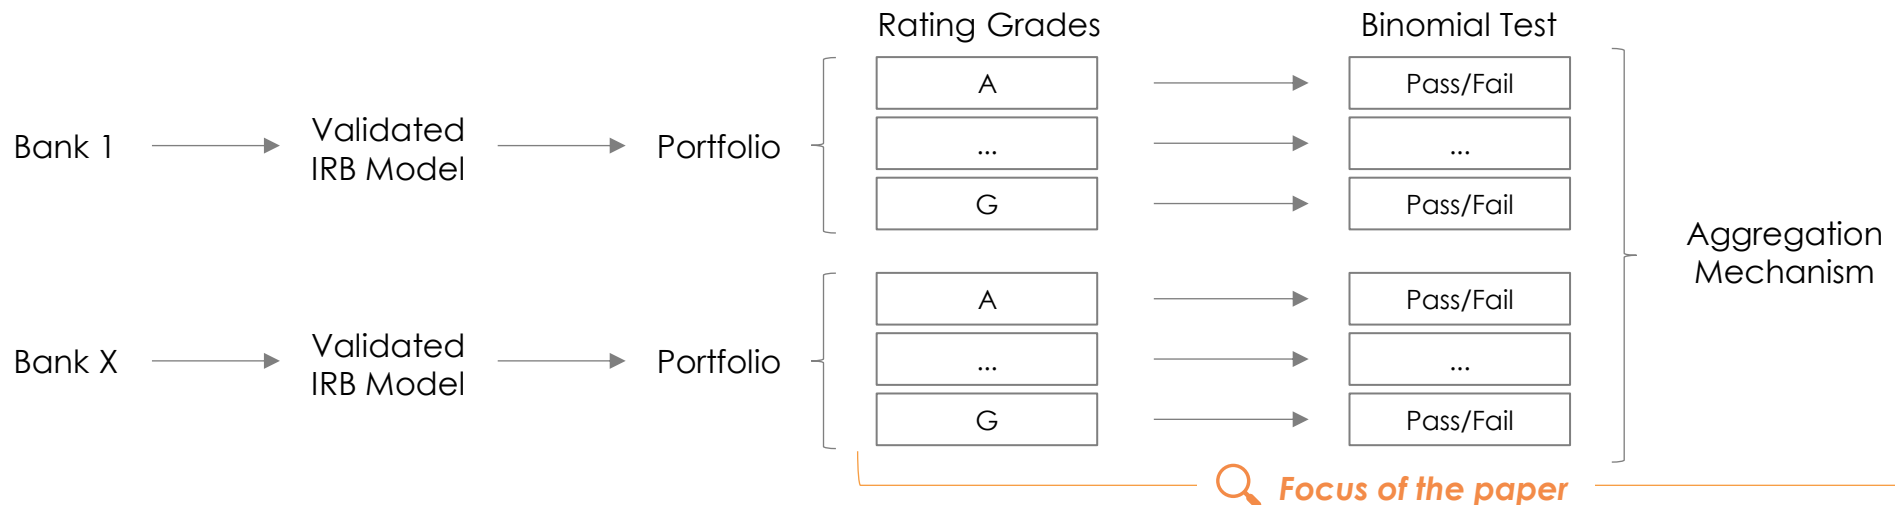 Rating Grades
Binomial Test
Bank 1
Validated
IRB Model
Portfolio
A
Pass/Fail
...
...
G
Pass/Fail
Aggregation
Mechanism
Bank X
Validated
IRB Model
Portfolio
A
Pass/Fail
...
...
G
Pass/Fail
Focus of the paper